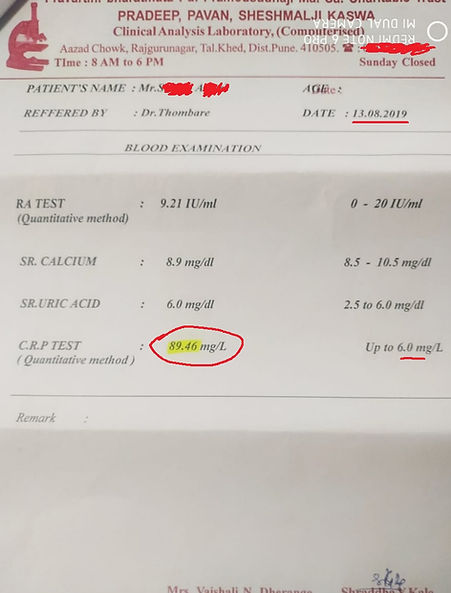 PRADEEP, PAVAN, SHESHMALJI KASWA
Clinical Analysis Laboratory, (Computerised)
Aazad Chowk, Rajgurunagar, Tal.Khed, Dist.Pune. 410505. ☎ :
TIme : 8 AM to 6 PM Sunday Closed
REDMI NOTE 6 PRO
MI DUAL CAMERA
PATIENT'S NAME : Mr.S AGE :
REFFERED BY : Dr.Thombare DATE : 13.08.2019
BLOOD EXAMINATION
RA TEST : 9.21 IU/ml 0 - 20 IU/ml
(Quantitative method)
SR. CALCIUM : 8.9 mg/dl 8.5 - 10.5 mg/dl
SR.URIC ACID : 6.0 mg/dl 2.5 to 6.0 mg/dl
C.R.P TEST : 89.46 mg/L Up to 6.0 mg/L
( Quantitative method )
Remark :
Mrs. Vaishali N. Dherange Shraddha V Kale